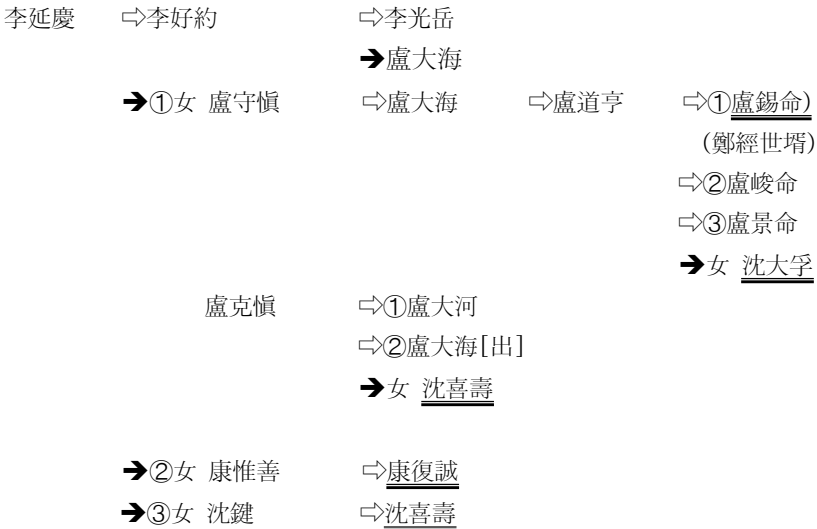 李延慶 ⇨李好約 ⇨李光岳
➔盧大海
➔①女 盧守愼 ⇨盧大海 ⇨盧道亨 ⇨①盧錫命)
(鄭經世壻)
⇨②盧峻命
⇨③盧景命
➔女 沈大孚
盧克愼 ⇨①盧大河
⇨②盧大海[出]
➔女 沈喜壽
➔②女 康惟善 ⇨康復誠
➔③女 沈鍵 ⇨沈喜壽